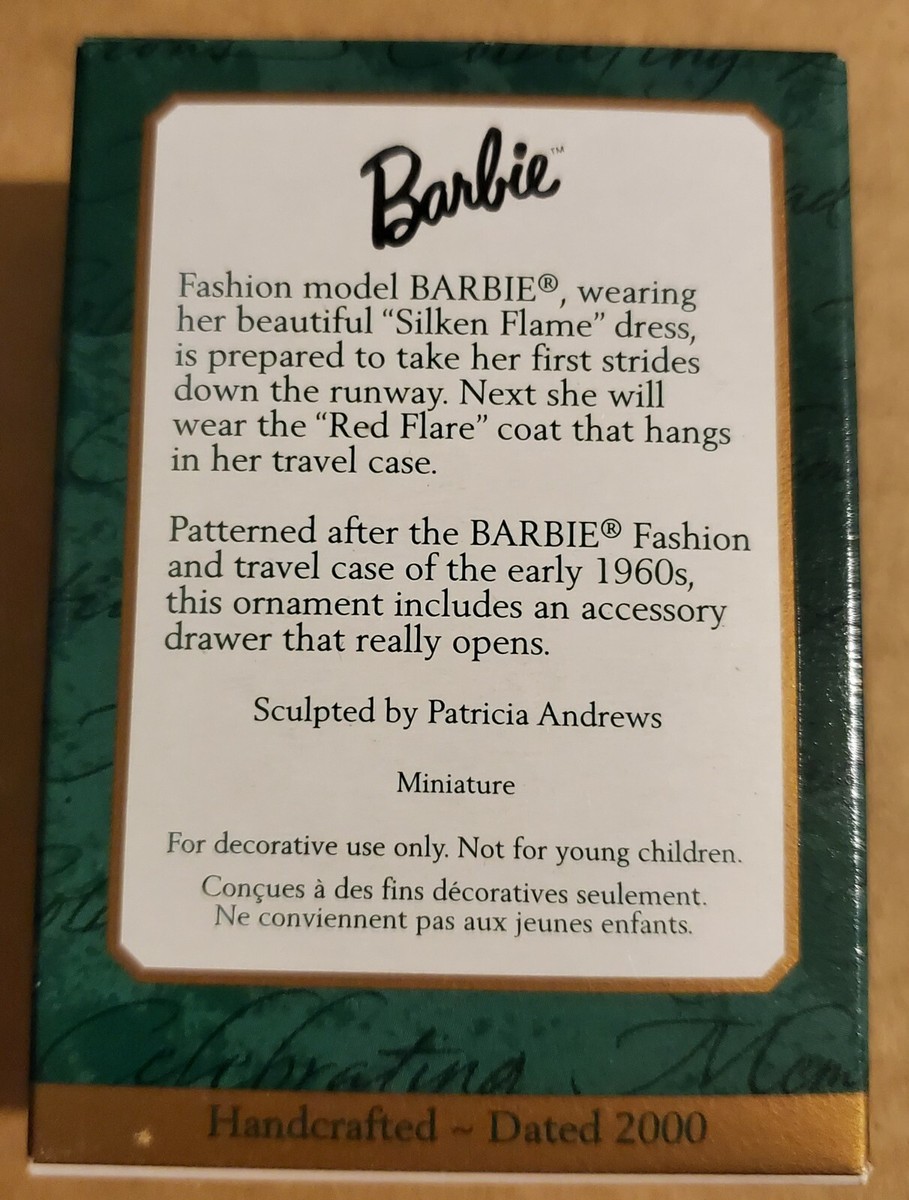 Barbie™
Fashion model BARBIE®, wearing
her beautiful “Silken Flame” dress,
is prepared to take her first strides
down the runway. Next she will
wear the “Red Flare” coat that hangs
in her travel case.
Patterned after the BARBIE® Fashion
and travel case of the early 1960s,
this ornament includes an accessory
drawer that really opens.
Sculpted by Patricia Andrews
Miniature
For decorative use only. Not for young children.
Conçues à des fins décoratives seulement.
Ne conviennent pas aux jeunes enfants.
Celebrating Mom
Handcrafted ~ Dated 2000